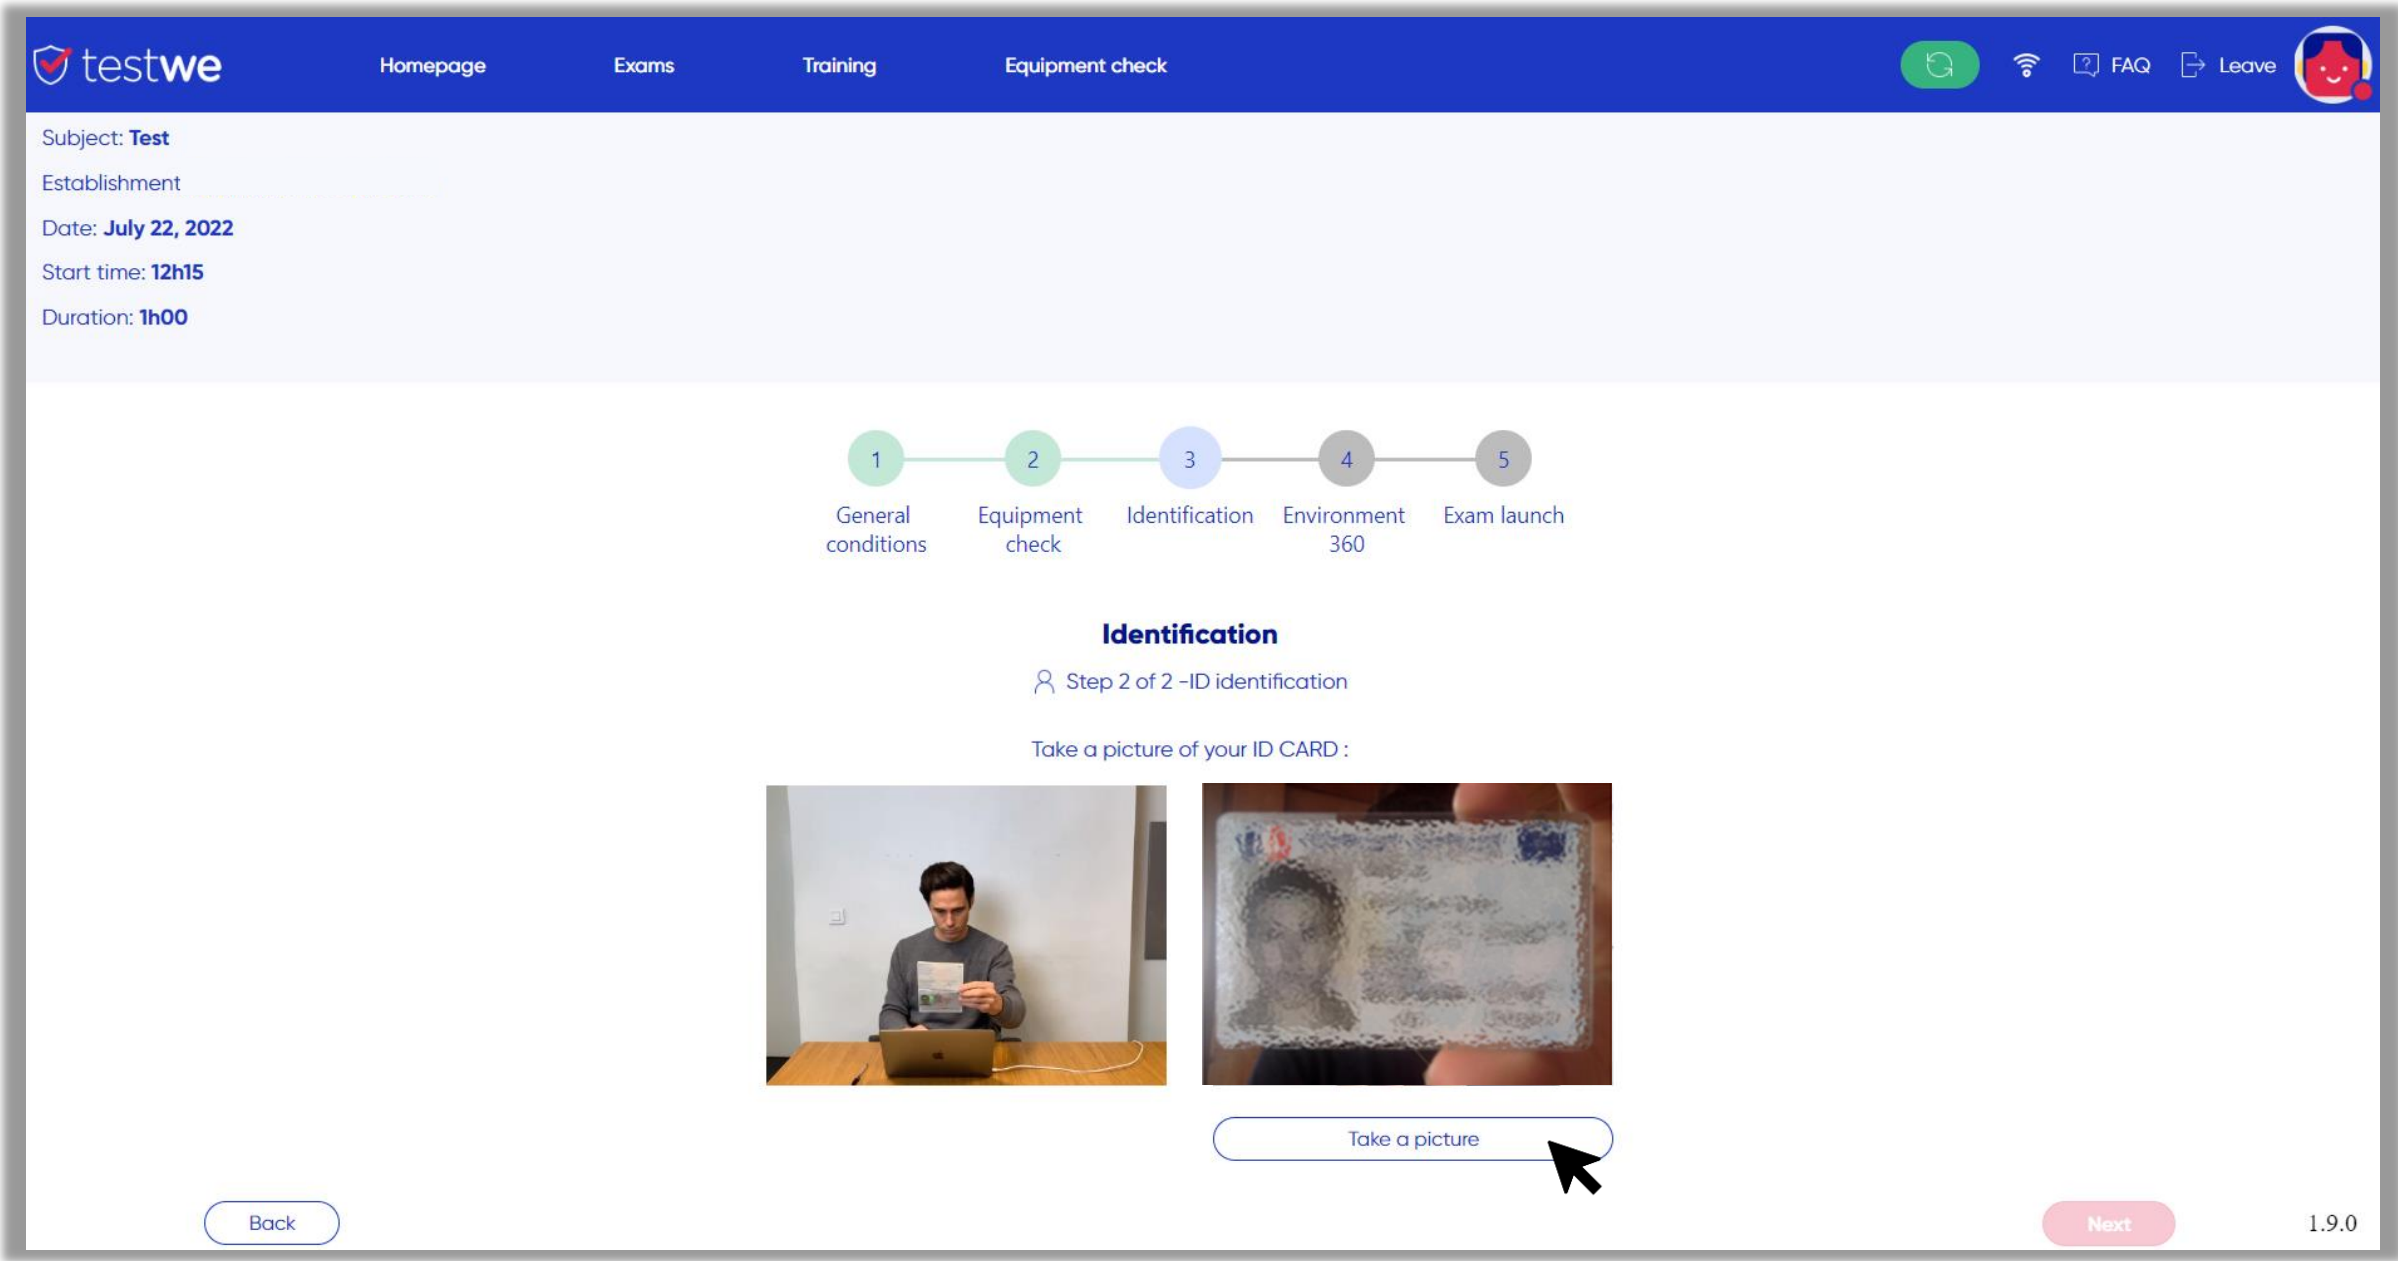 testwe Homepage Exams Training Equipment check FAQ Leave
Subject: Test
Establishment
Date: July 22, 2022
Start time: 12h15
Duration: 1h00
1 2 3 4 5
General conditions
Equipment check
Identification
Environment 360
Exam launch
Identification
Step 2 of 2 -ID identification
Take a picture of your ID CARD :
Take a picture
Back Next 1.9.0